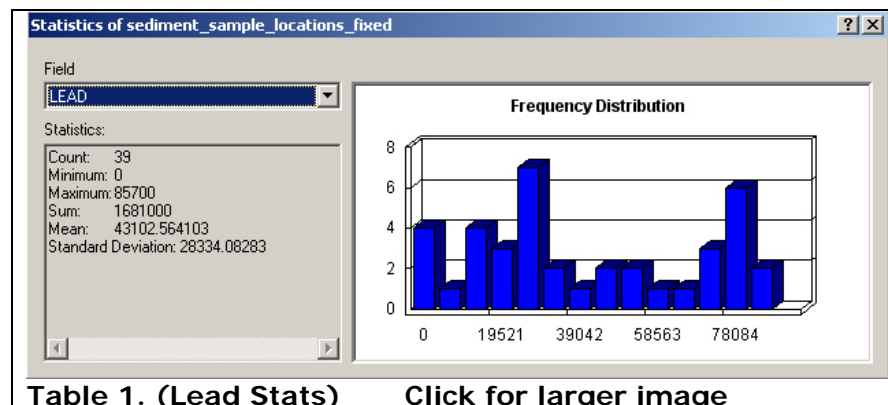 Statistics of sediment_sample_locations_fixed
Field
LEAD
Statistics:
Count: 39
Minimum: 0
Maximum: 85700
Sum: 1681000
Mean: 43102.564103
Standard Deviation: 28334.08283
Frequency Distribution
8
6
4
2
0
0 19521 39042 58563 78084
Table 1. (Lead Stats) Click for larger image